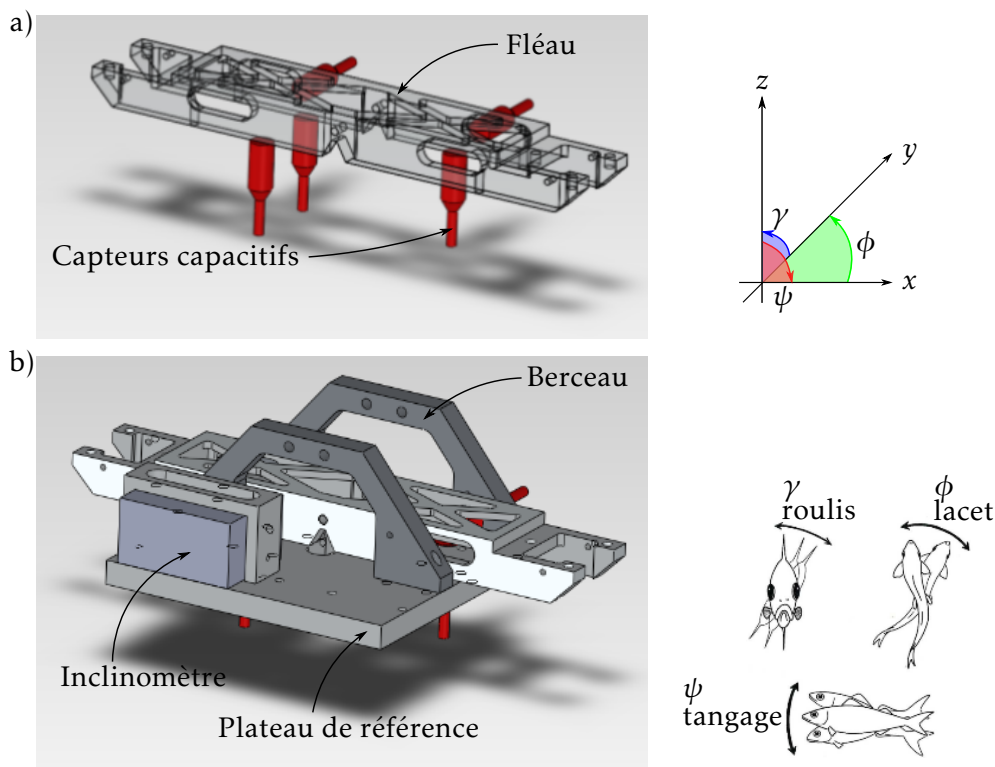 a)
Fléau
Capteurs capacitifs
z
y
γ
ϕ
ψ
x
b)
Berceau
Inclinomètre
Plateau de référence
γ
roulis
ϕ
lacet
ψ
tangage